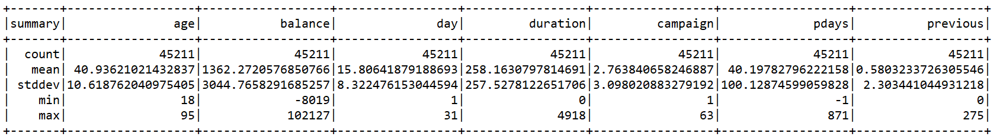 +-------+------------------+------------------+-----------------+-----------------+-----------------+------------------+------------------+
|summary|               age|           balance|              day|         duration|         campaign|             pdays|          previous|
+-------+------------------+------------------+-----------------+-----------------+-----------------+------------------+------------------+
|  count|             45211|             45211|            45211|            45211|            45211|             45211|             45211|
|   mean| 40.93621021432837|1362.2720576850766|15.80641879188693|258.1630797814691|2.763840658246887| 40.19782796222158|0.5803233726305546|
| stddev|10.618762040975405|3044.7658291685257|8.322476153044594|257.5278122651706|3.098020883279192|100.12874599059828| 2.303441044931218|
|    min|                18|             -8019|                1|                0|                1|                -1|                 0|
|    max|                95|            102127|               31|             4918|               63|               871|               275|
+-------+------------------+------------------+-----------------+-----------------+-----------------+------------------+------------------+